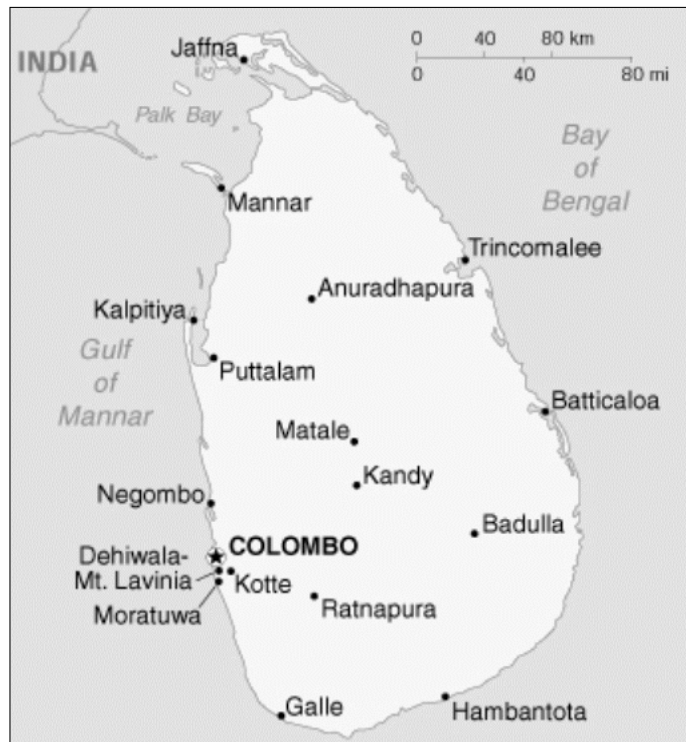 Jaffna
0 40 80 km
INDIA
0 40 80 mi
Palk Bay
Bay
of
Bengal
Mannar
Trincomalee
Anuradhapura
Kalpitiya
Gulf
of
Mannar
Puttalam
Batticaloa
Matale
Kandy
Negombo
Badulla
COLOMBO
Dehiwala-
Mt. Lavinia
Kotte
Moratuwa
Ratnapura
Galle
Hambantota